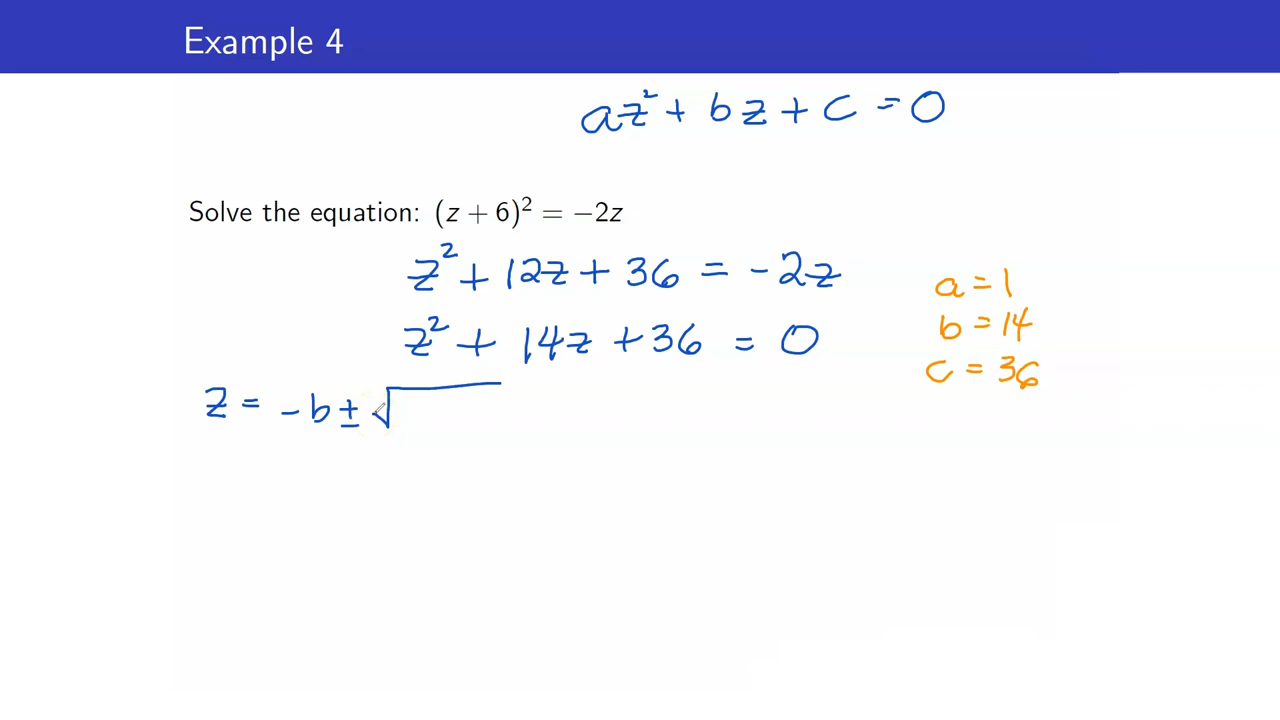 Example 4
az² + bz + c = 0
Solve the equation: (z + 6)² = −2z
z² + 12z + 36 = -2z
a = 1
z² + 14z + 36 = 0
b = 14
c = 36
z = -b ± √